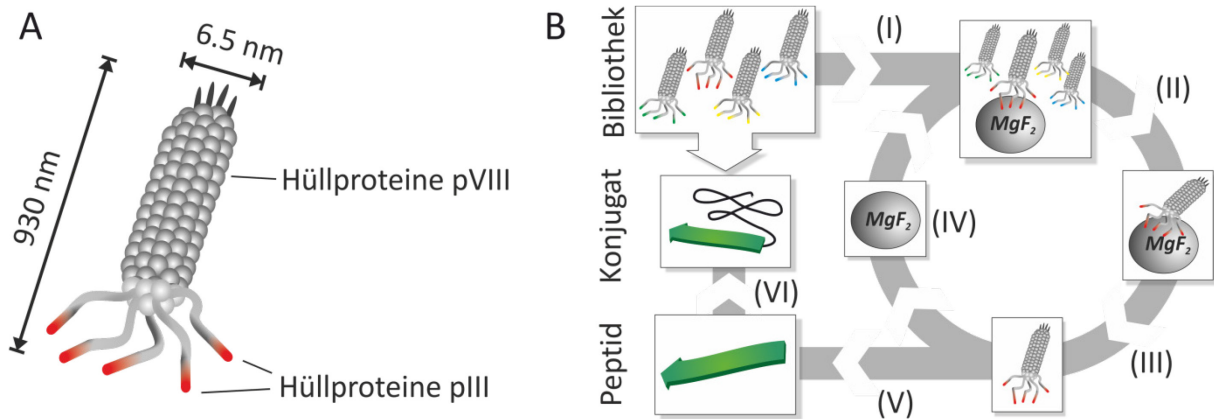 A
6.5 nm
930 nm
Hüllproteine pVIII
Hüllproteine pIII
B
Bibliothek
Konjugat
Peptid
(I)
MgF₂
(II)
MgF₂
(III)
MgF₂
(IV)
(V)
(VI)